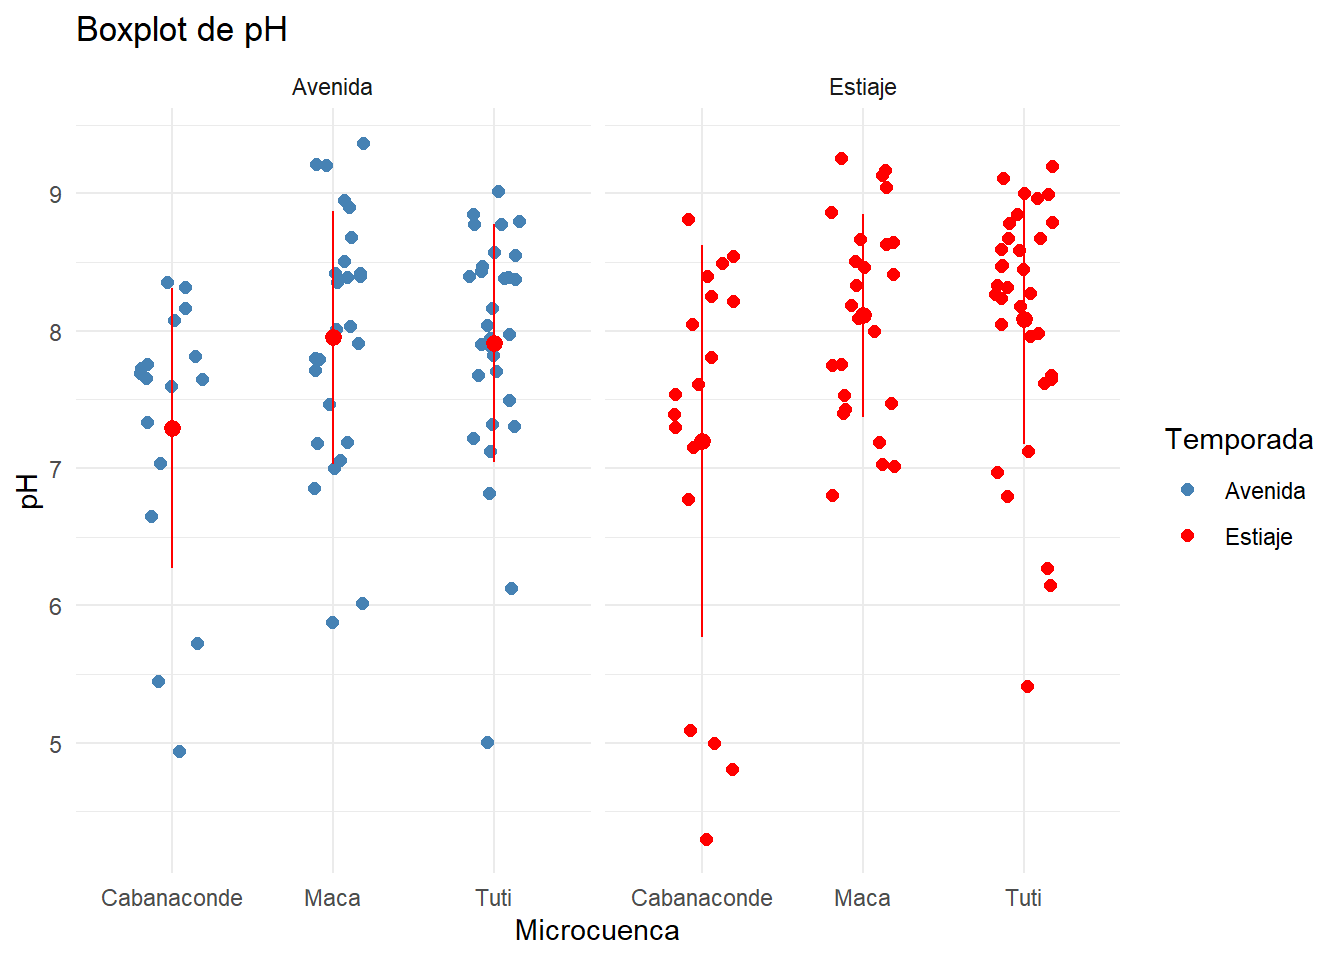 Boxplot de pH
Avenida
Estiaje
9
8
7
6
5
pH
Cabanaconde
Maca
Tuti
Cabanaconde
Maca
Tuti
Microcuenca
Temporada
Avenida
Estiaje